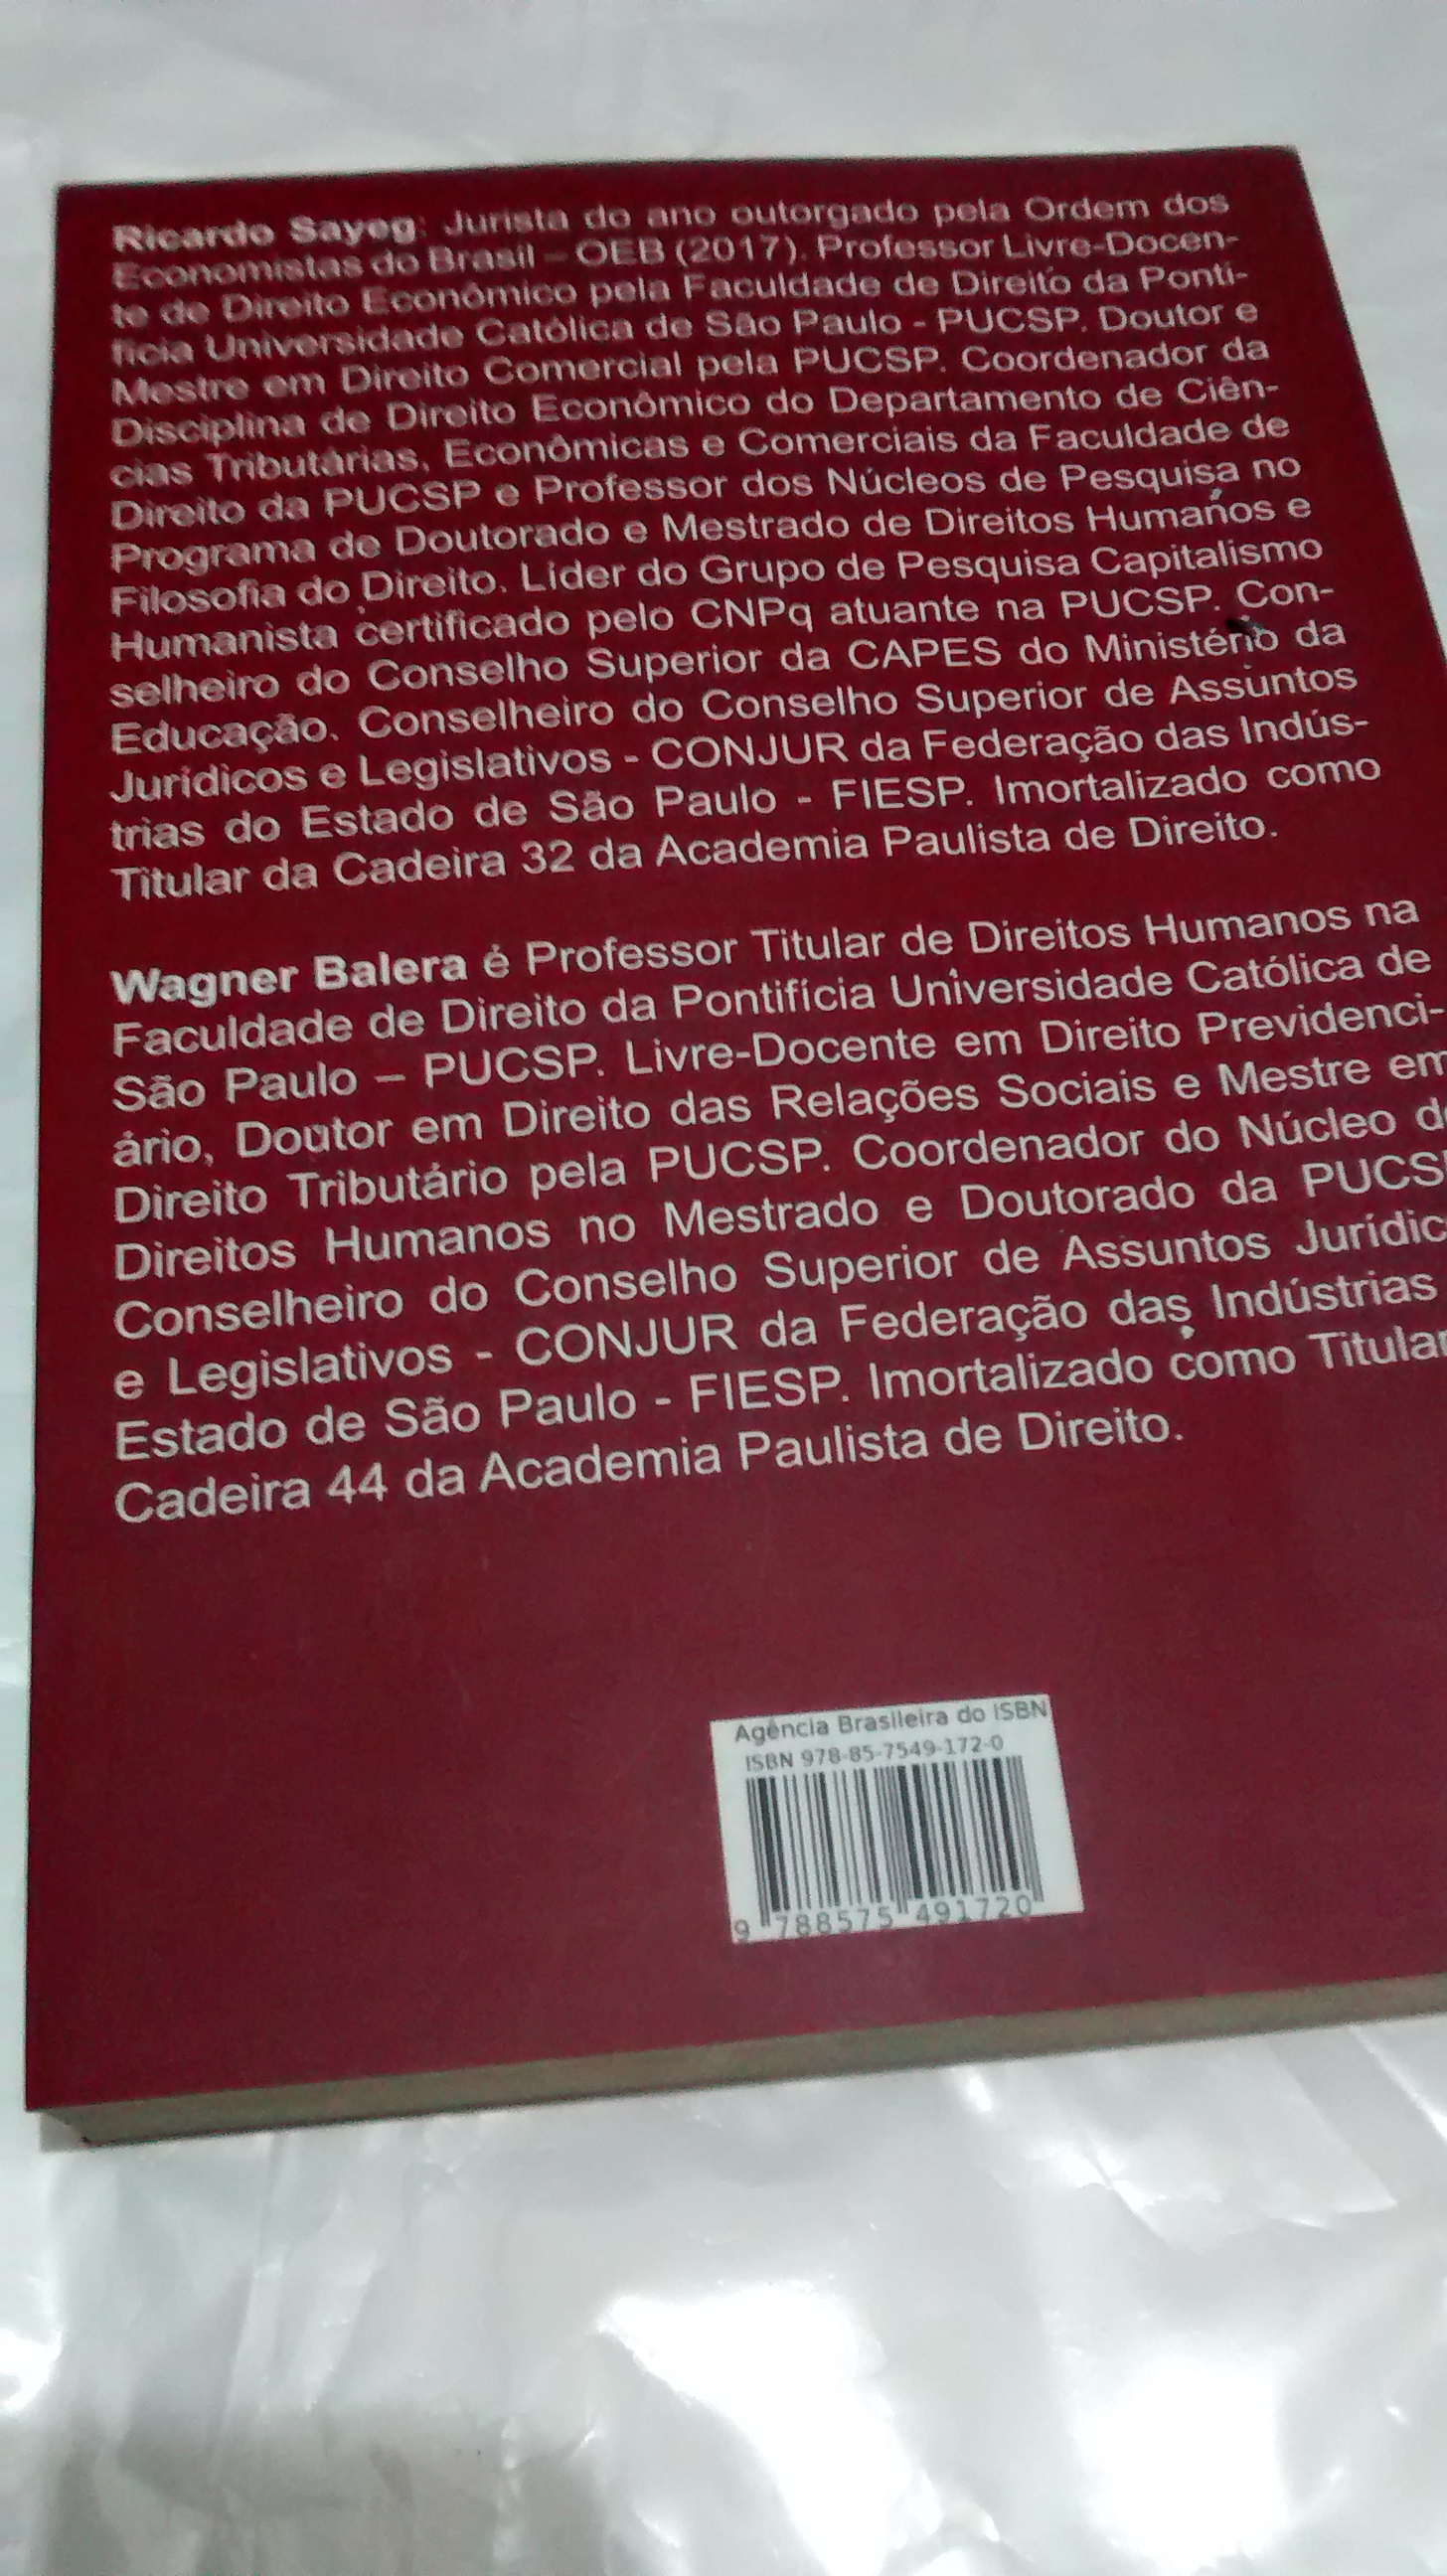 Ricardo Sayeg: Jurista do ano outorgado pela Ordem dos
Economistas do Brasil – OEB (2017). Professor Livre-Docen-
te de Direito Econômico pela Faculdade de Direito da Ponti-
fícia Universidade Católica de São Paulo - PUCSP. Doutor e
Mestre em Direito Comercial pela PUCSP. Coordenador da
Disciplina de Direito Econômico do Departamento de Ciên-
cias Tributárias, Econômicas e Comerciais da Faculdade de
Direito da PUCSP e Professor dos Núcleos de Pesquisa no
Programa de Doutorado e Mestrado de Direitos Humanos e
Filosofia do Direito. Líder do Grupo de Pesquisa Capitalismo
Humanista certificado pelo CNPq atuante na PUCSP. Con-
selheiro do Conselho Superior da CAPES do Ministério da
Educação. Conselheiro do Conselho Superior de Assuntos
Jurídicos e Legislativos - CONJUR da Federação das Indús-
trias do Estado de São Paulo - FIESP. Imortalizado como
Titular da Cadeira 32 da Academia Paulista de Direito.
Wagner Balera é Professor Titular de Direitos Humanos na
Faculdade de Direito da Pontifícia Universidade Católica de
São Paulo – PUCSP. Livre-Docente em Direito Previdenci-
ário, Doutor em Direito das Relações Sociais e Mestre em
Direito Tributário pela PUCSP. Coordenador do Núcleo d
Direitos Humanos no Mestrado e Doutorado da PUCS
Conselheiro do Conselho Superior de Assuntos Jurídic
e Legislativos - CONJUR da Federação das Indústrias
Estado de São Paulo - FIESP. Imortalizado como Titular
Cadeira 44 da Academia Paulista de Direito.
Agência Brasileira do ISBN
ISBN 978-85-7549-172-0
9 788575 491720